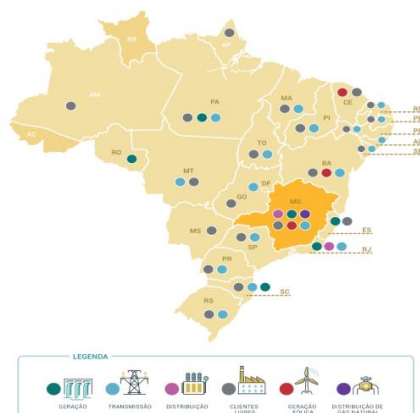 RR
AP
AM
PA
MA
CE
RN
PB
PI
PE
AL
SE
AC
RO
TO
BA
MT
DF
GO
MG
MS
ES
SP
RJ
PR
SC
RS
LEGENDA
GERAÇÃO
TRANSMISSÃO
DISTRIBUIÇÃO
CLIENTES
LIVRES
GERAÇÃO
EÓLICA
DISTRIBUIÇÃO DE
GÁS NATURAL